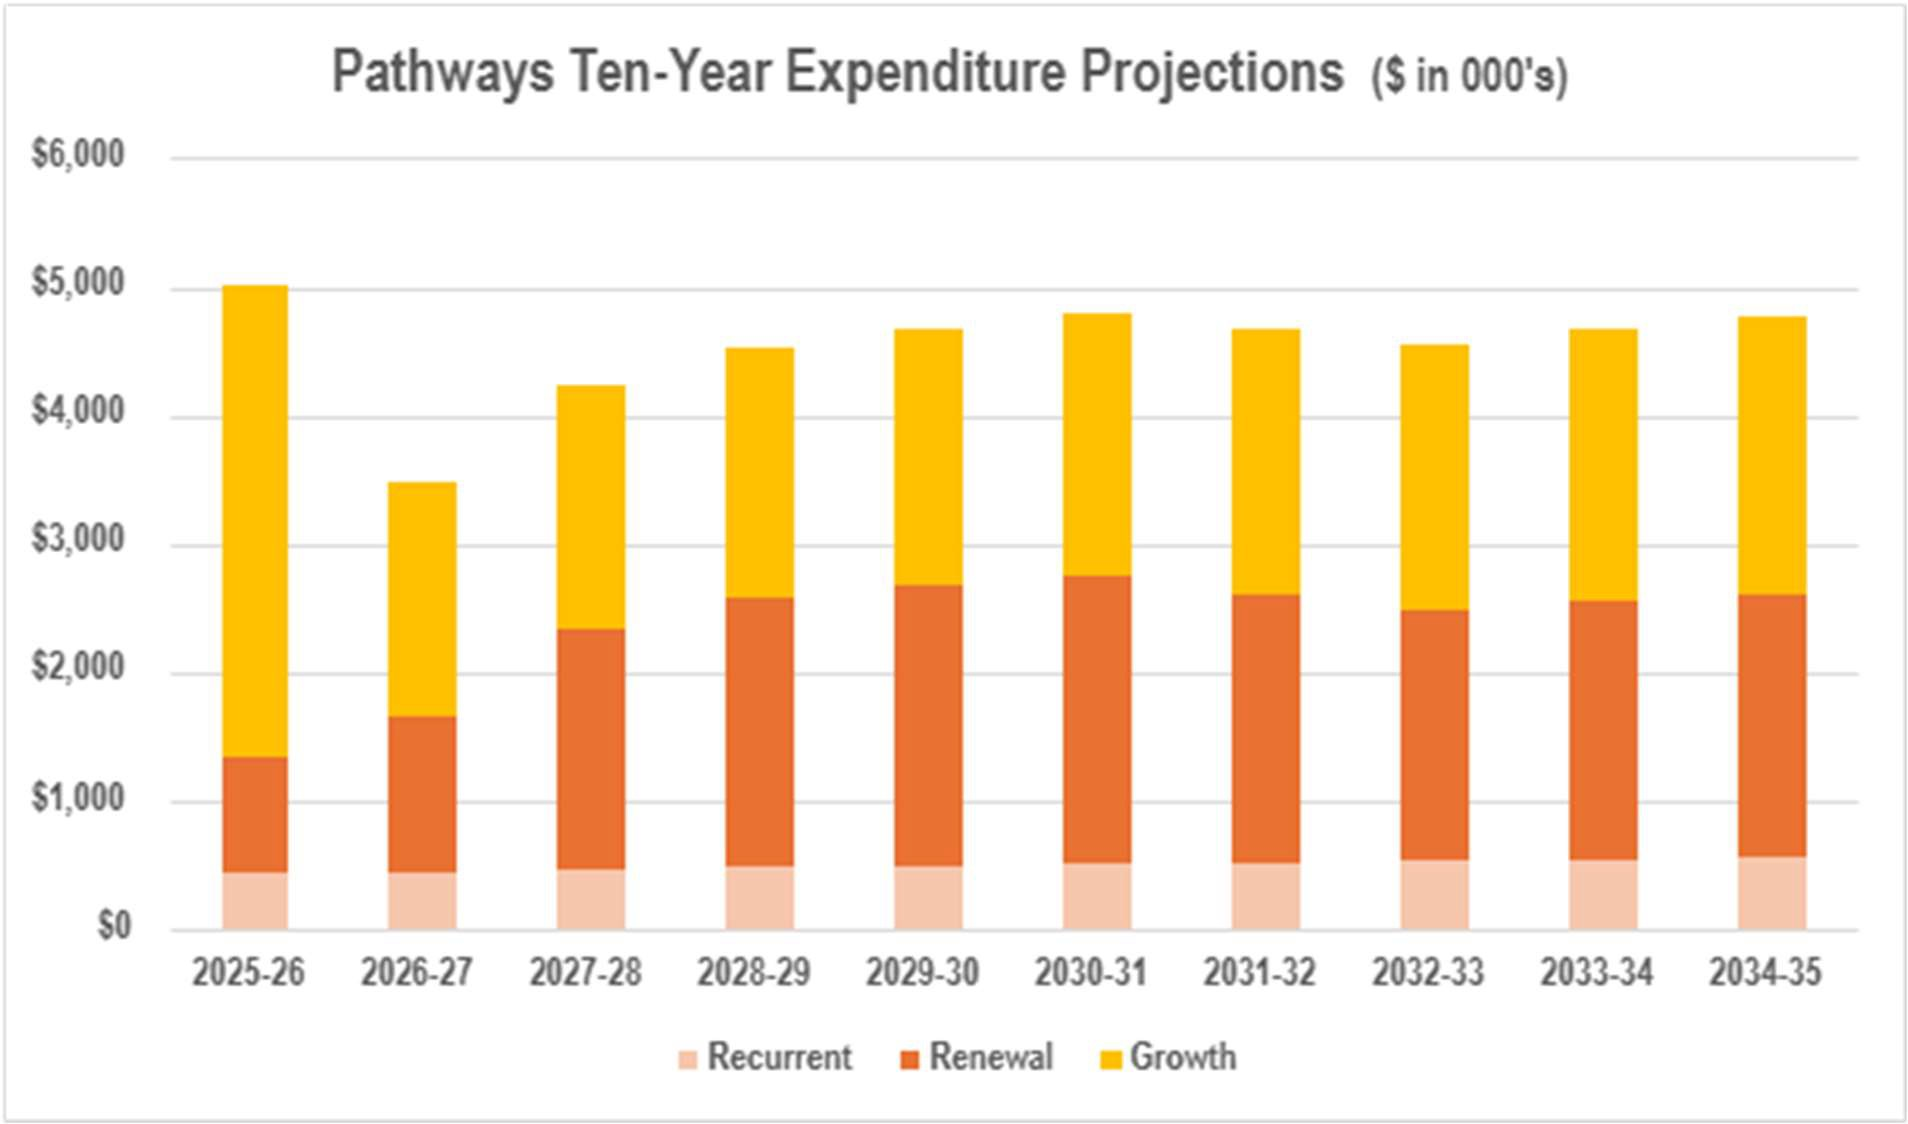 Pathways Ten-Year Expenditure Projections ($ in 000's)
$6,000
$5,000
$4,000
$3,000
$2,000
$1,000
$0
2025-26 2026-27 2027-28 2028-29 2029-30 2030-31 2031-32 2032-33 2033-34 2034-35
Recurrent Renewal Growth